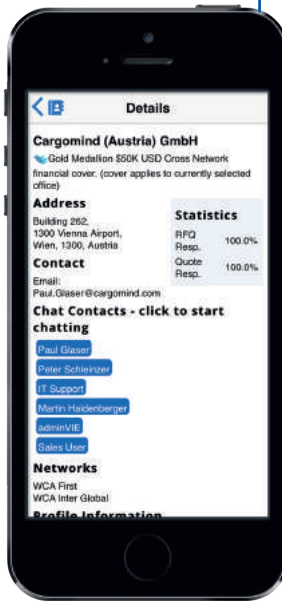 Details
Cargomind (Austria) GmbH
Gold Medallion $50K USD Cross Network
financial cover. (cover applies to currently selected
office)
Address
Building 262,
1300 Vienna Airport,
Wien, 1300, Austria
Statistics
RFQ
Resp. 100.0%
Quote
Resp. 100.0%
Contact
Email:
Paul.Glaser@cargomind.com
Chat Contacts - click to start
chatting
Paul Glaser
Peter Schleinzer
IT Support
Martin Haidenberger
adminVIE
Sales User
Networks
WCA First
WCA Inter Global
Profile Information